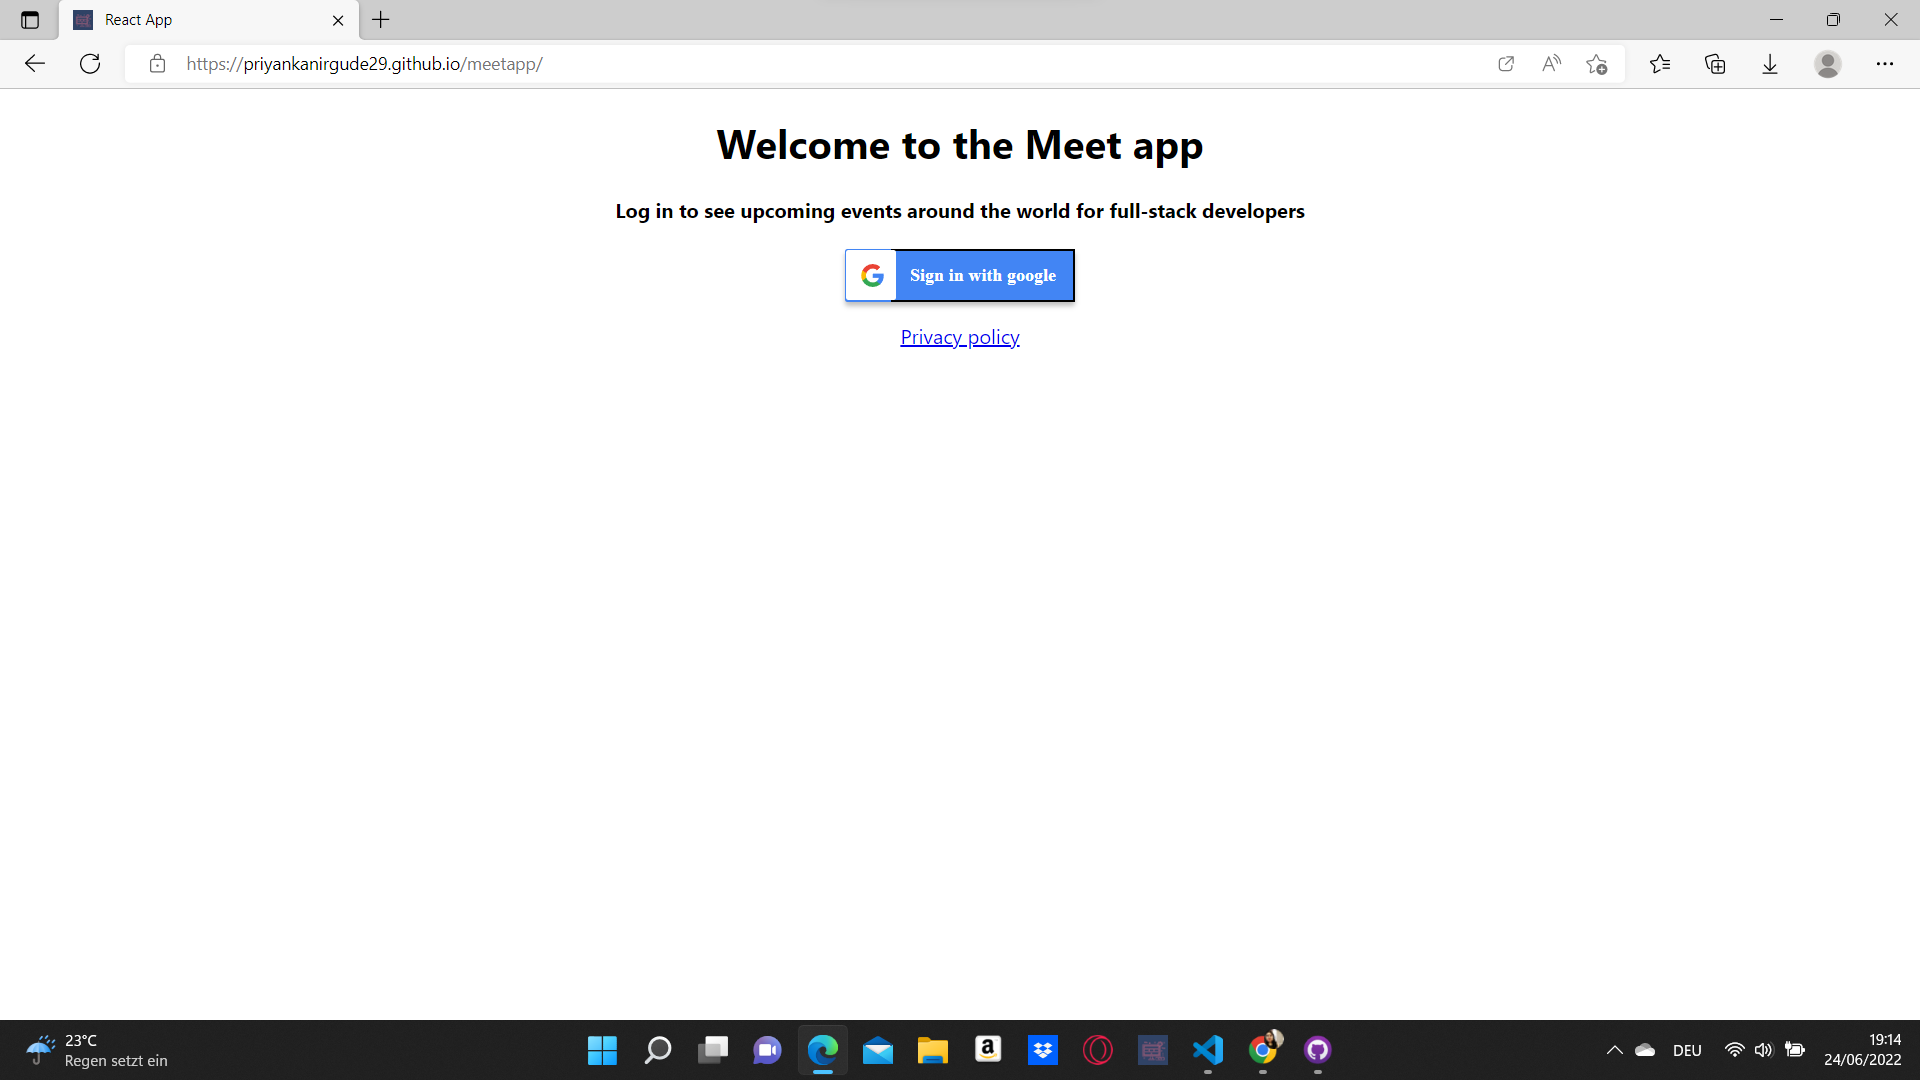 React App
https://priyankanirgude29.github.io/meetapp/
Welcome to the Meet app
Log in to see upcoming events around the world for full-stack developers
Sign in with google
Privacy policy
23°C
Regen setzt ein
DEU
19:14
24/06/2022